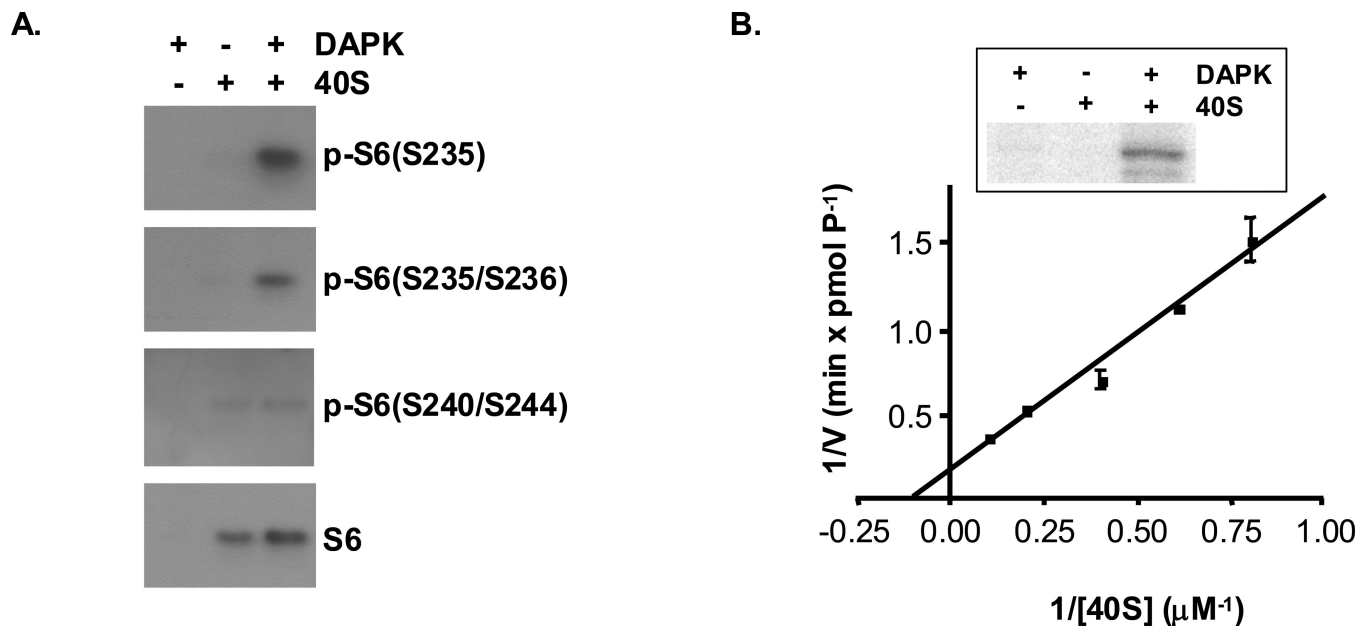 A.
+ - + DAPK
- + + 40S
p-S6(S235)
p-S6(S235/S236)
p-S6(S240/S244)
S6
B.
+ - + DAPK
- + + 40S
1/V (min x pmol P-1)
1.5
1.0
0.5
-0.25 0.00 0.25 0.50 0.75 1.00
1/[40S] (μM-1)